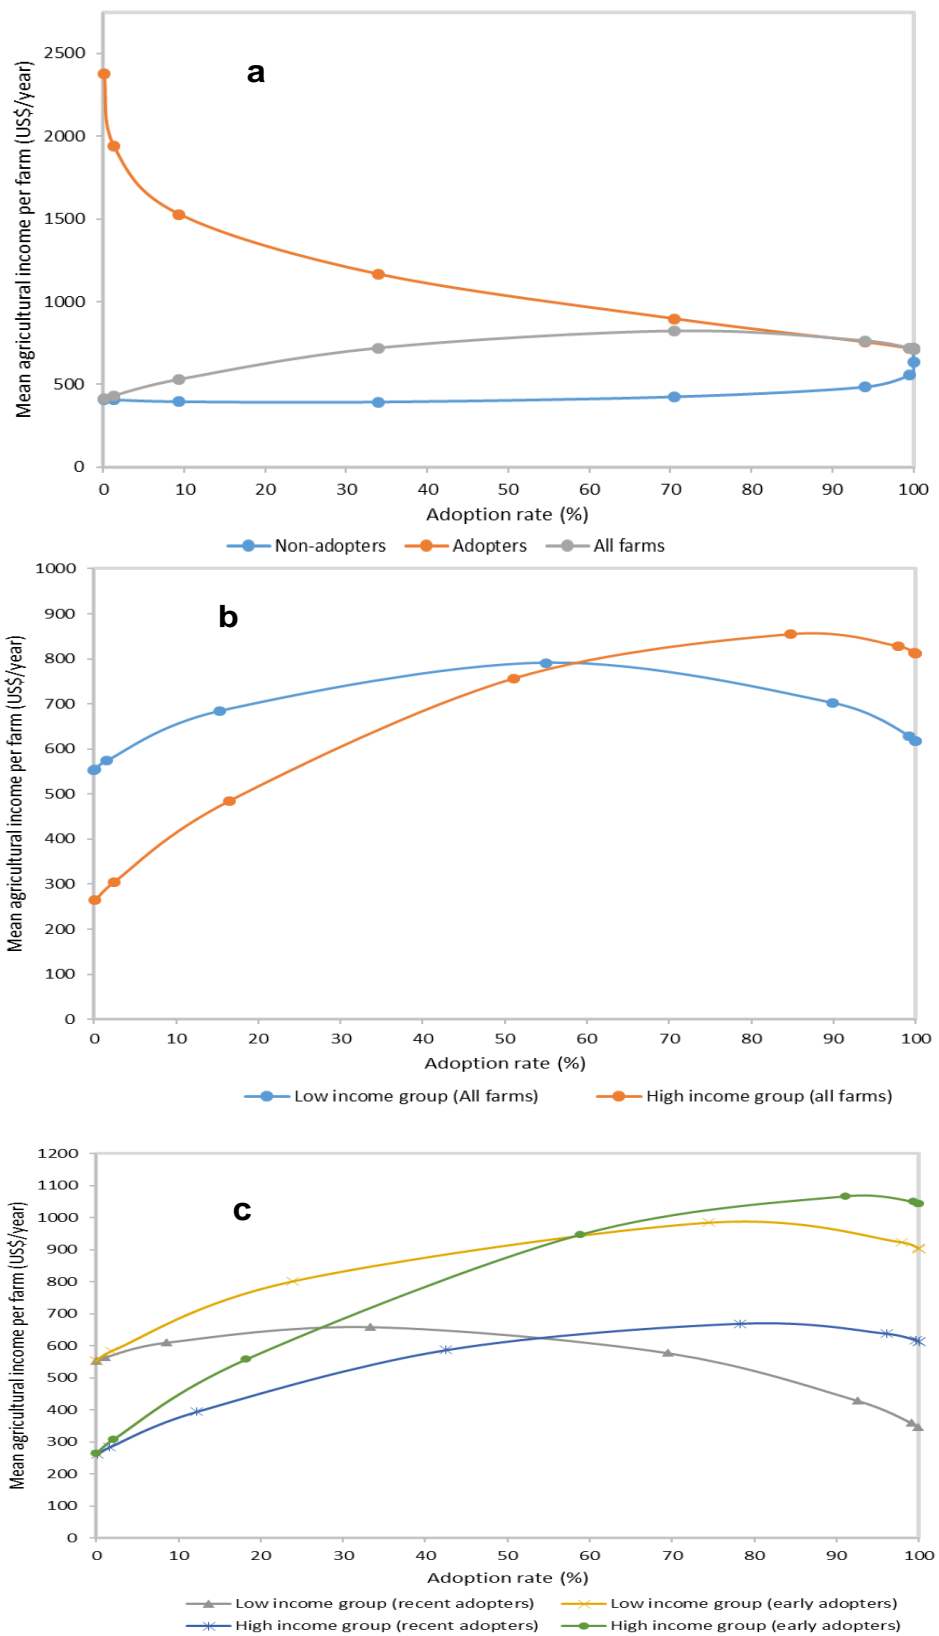 a
Mean agricultural income per farm (US$/year)
2500
2000
1500
1000
500
0
0 10 20 30 40 50 60 70 80 90 100
Adoption rate (%)
Non-adopters Adopters All farms
b
Mean agricultural income per farm (US$/year)
1000
900
800
700
600
500
400
300
200
100
0
0 10 20 30 40 50 60 70 80 90 100
Adoption rate (%)
Low income group (All farms) High income group (all farms)
c
Mean agricultural income per farm (US$/year)
1200
1100
1000
900
800
700
600
500
400
300
200
100
0
0 10 20 30 40 50 60 70 80 90 100
Adoption rate (%)
Low income group (recent adopters) Low income group (early adopters)
High income group (recent adopters) High income group (early adopters)